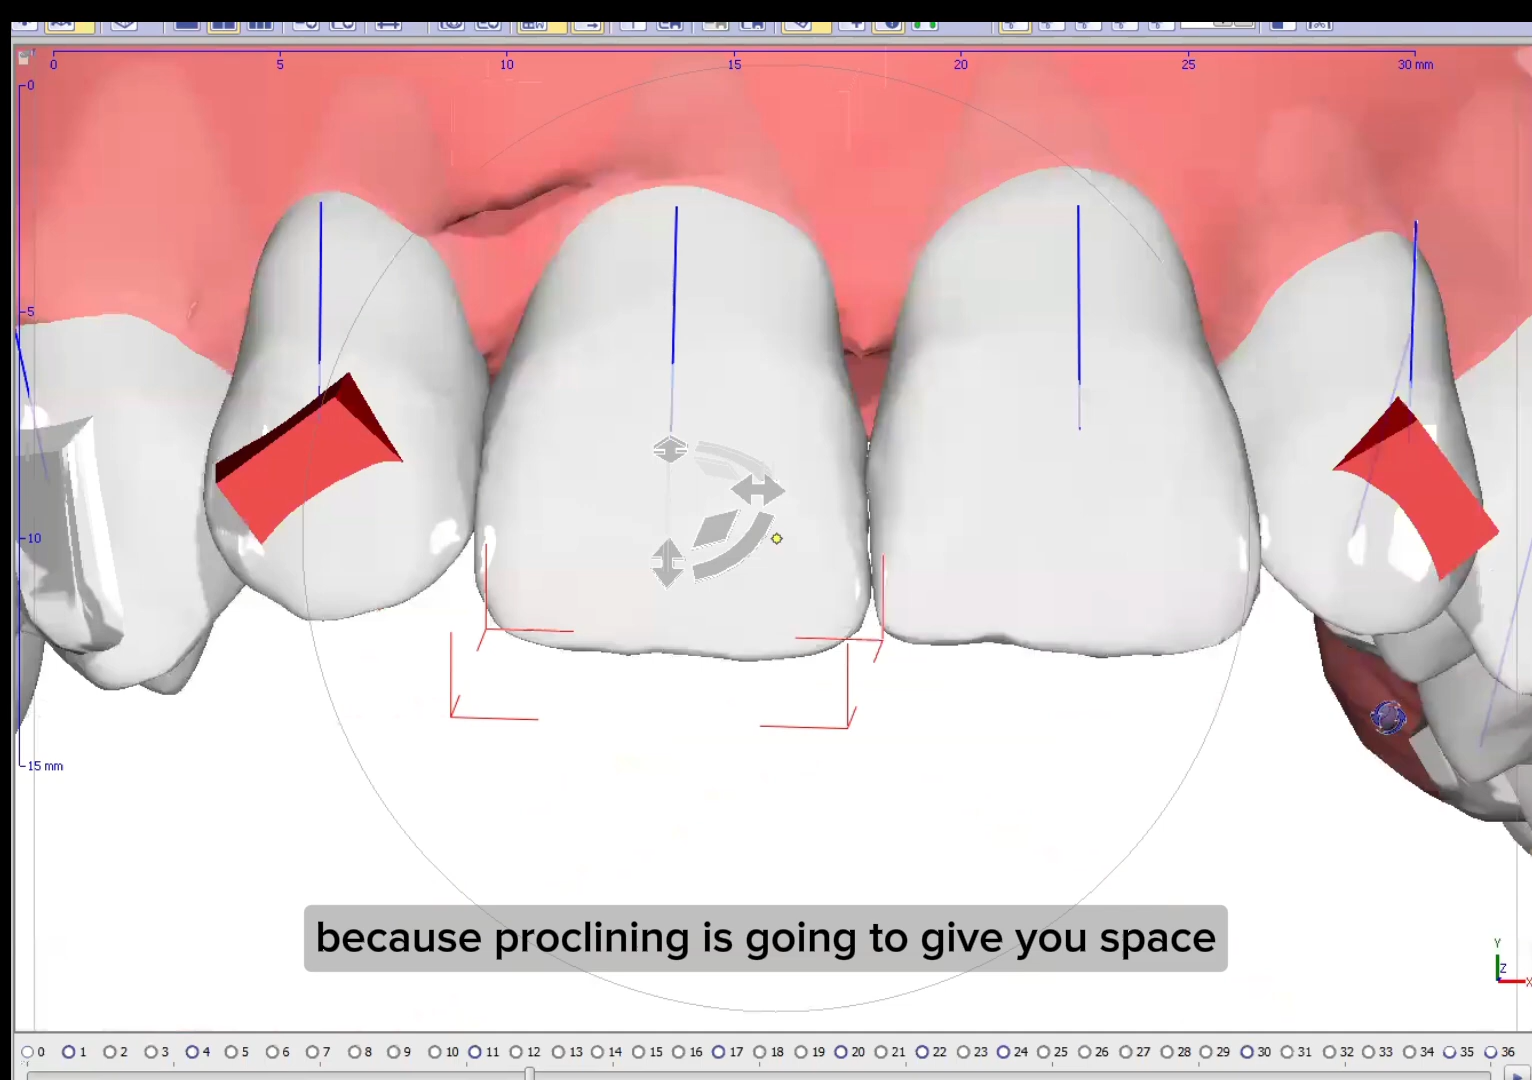 0 5 10 15 20 25 30 mm
0
5
10
15 mm
because proclining is going to give you space
Y
Z
X
0 1 2 3 4 5 6 7 8 9 10 11 12 13 14 15 16 17 18 19 20 21 22 23 24 25 26 27 28 29 30 31 32 33 34 35 36